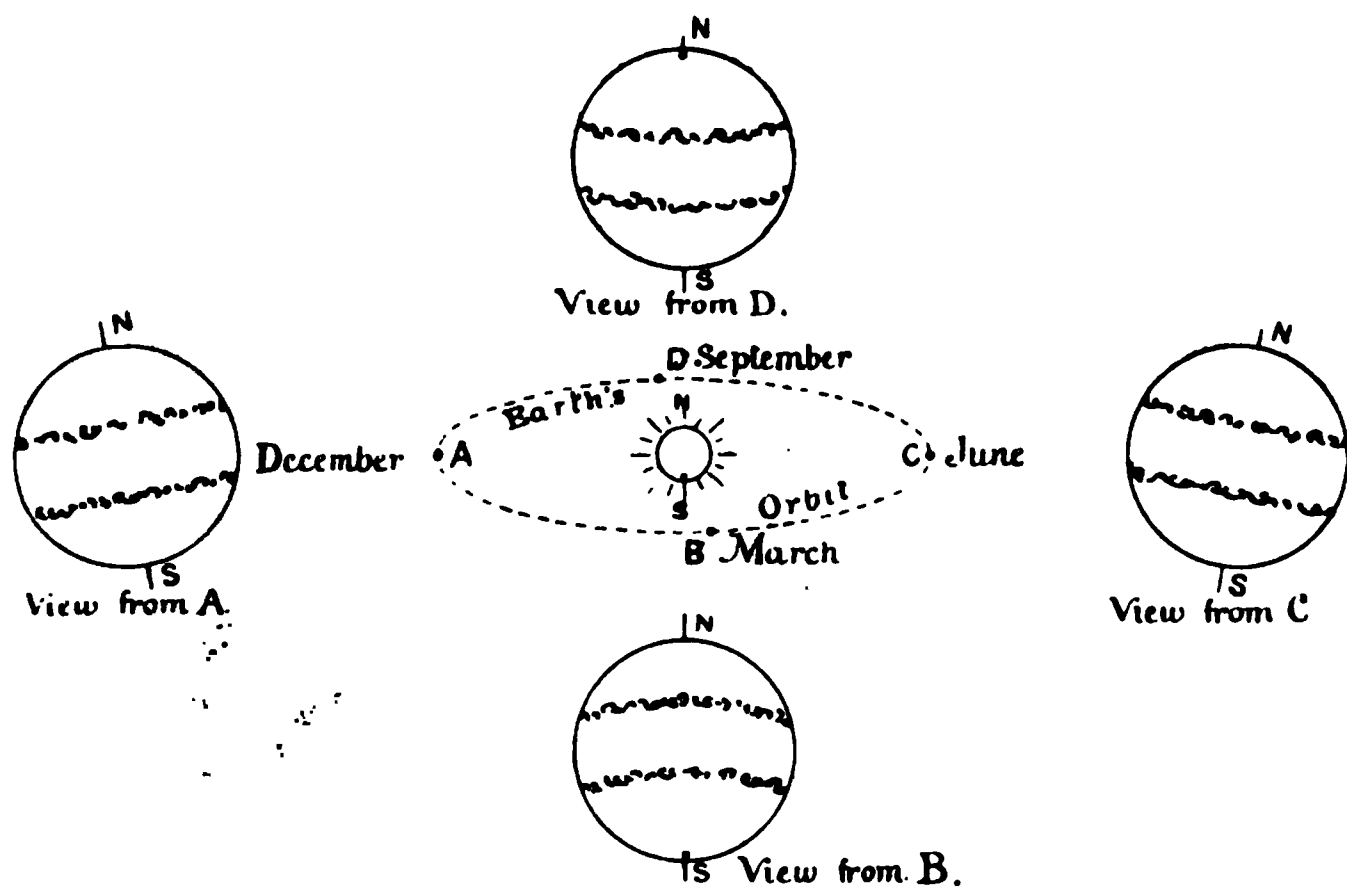 N
S
View from D.
N
S
View from A.
D. September
Earth's
N
December
A
C
June
S
Orbit
B March
N
S
View from C
N
S
View from B.